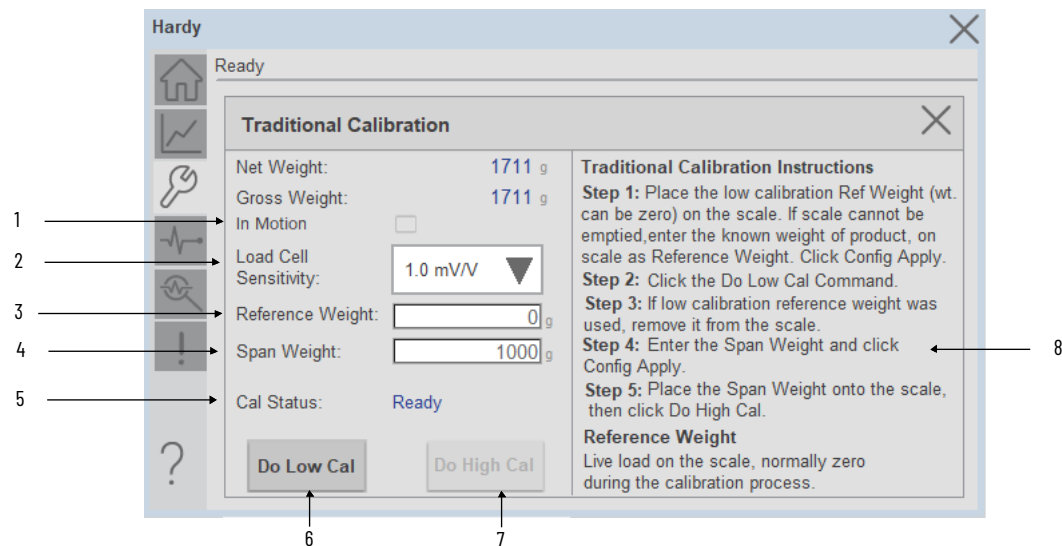 Hardy
Ready
Traditional Calibration
Net Weight: 1711 g
Gross Weight: 1711 g
1 In Motion
2 Load Cell
Sensitivity: 1.0 mV/V
3 Reference Weight: 0 g
4 Span Weight: 1000 g
5 Cal Status: Ready
Do Low Cal Do High Cal
6 7
Traditional Calibration Instructions
Step 1: Place the low calibration Ref Weight (wt.
can be zero) on the scale. If scale cannot be
emptied,enter the known weight of product, on
scale as Reference Weight. Click Config Apply.
Step 2: Click the Do Low Cal Command.
Step 3: If low calibration reference weight was
used, remove it from the scale.
Step 4: Enter the Span Weight and click
Config Apply.
8
Step 5: Place the Span Weight onto the scale,
then click Do High Cal.
Reference Weight
Live load on the scale, normally zero
during the calibration process.
!
?